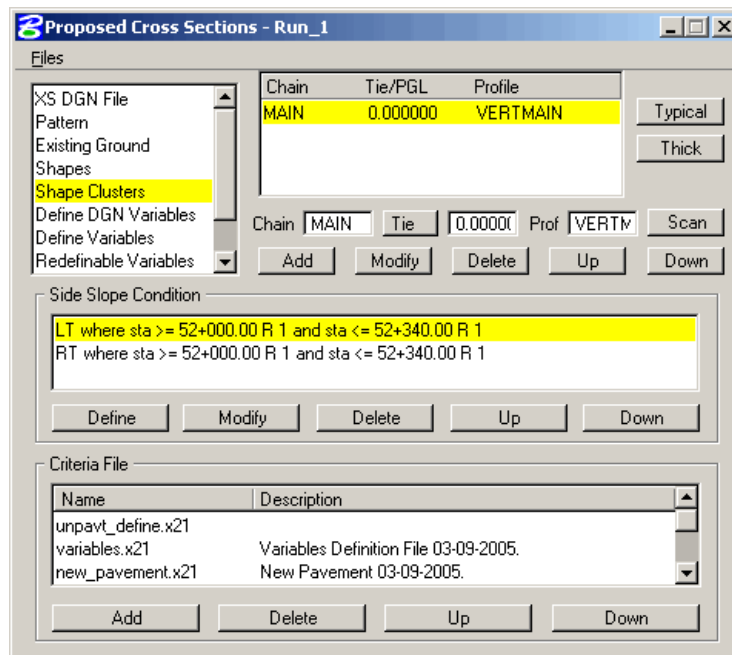 Proposed Cross Sections - Run_1
Files
XS DGN File
Pattern
Existing Ground
Shapes
Shape Clusters
Define DGN Variables
Define Variables
Redefinable Variables
Chain Tie/PGL Profile
MAIN 0.000000 VERTMAIN
Typical
Thick
Chain MAIN Tie 0.0000( Prof VERTM Scan
Add Modify Delete Up Down
Side Slope Condition
LT where sta >= 52+000.00 R 1 and sta <= 52+340.00 R 1
RT where sta >= 52+000.00 R 1 and sta <= 52+340.00 R 1
Define Modify Delete Up Down
Criteria File
Name Description
unpavt_define.x21
variables.x21 Variables Definition File 03-09-2005.
new_pavement.x21 New Pavement 03-09-2005.
Add Delete Up Down